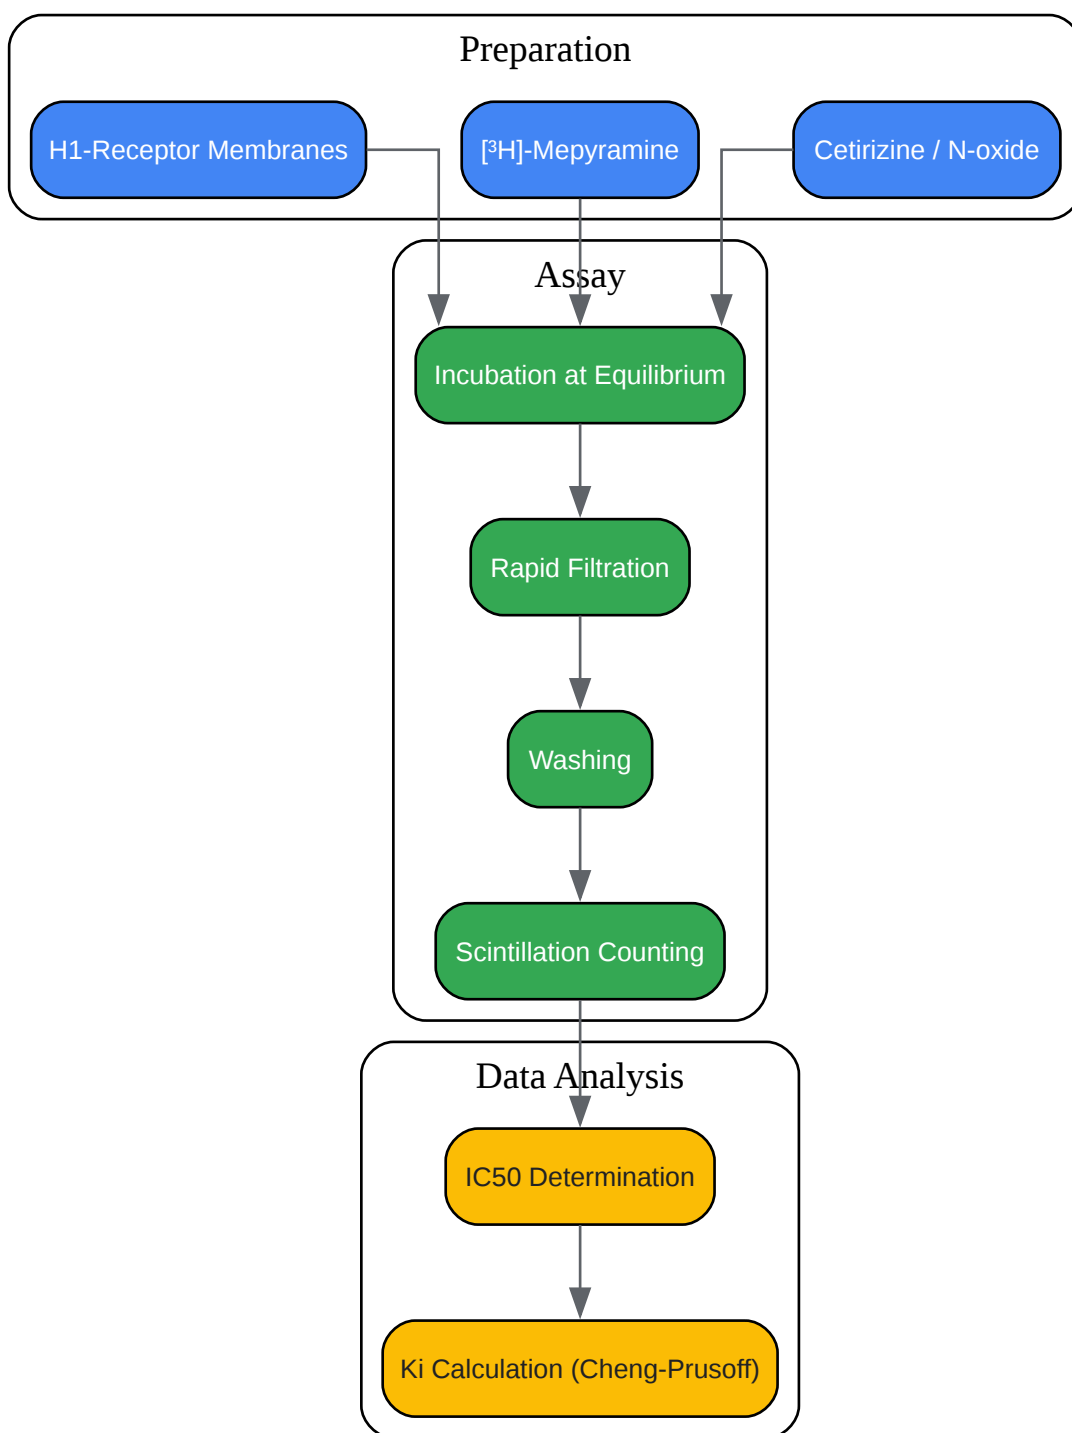 Preparation
H1-Receptor Membranes
[³H]-Mepyramine
Cetirizine / N-oxide
Assay
Incubation at Equilibrium
Rapid Filtration
Washing
Scintillation Counting
Data Analysis
IC50 Determination
Ki Calculation (Cheng-Prusoff)